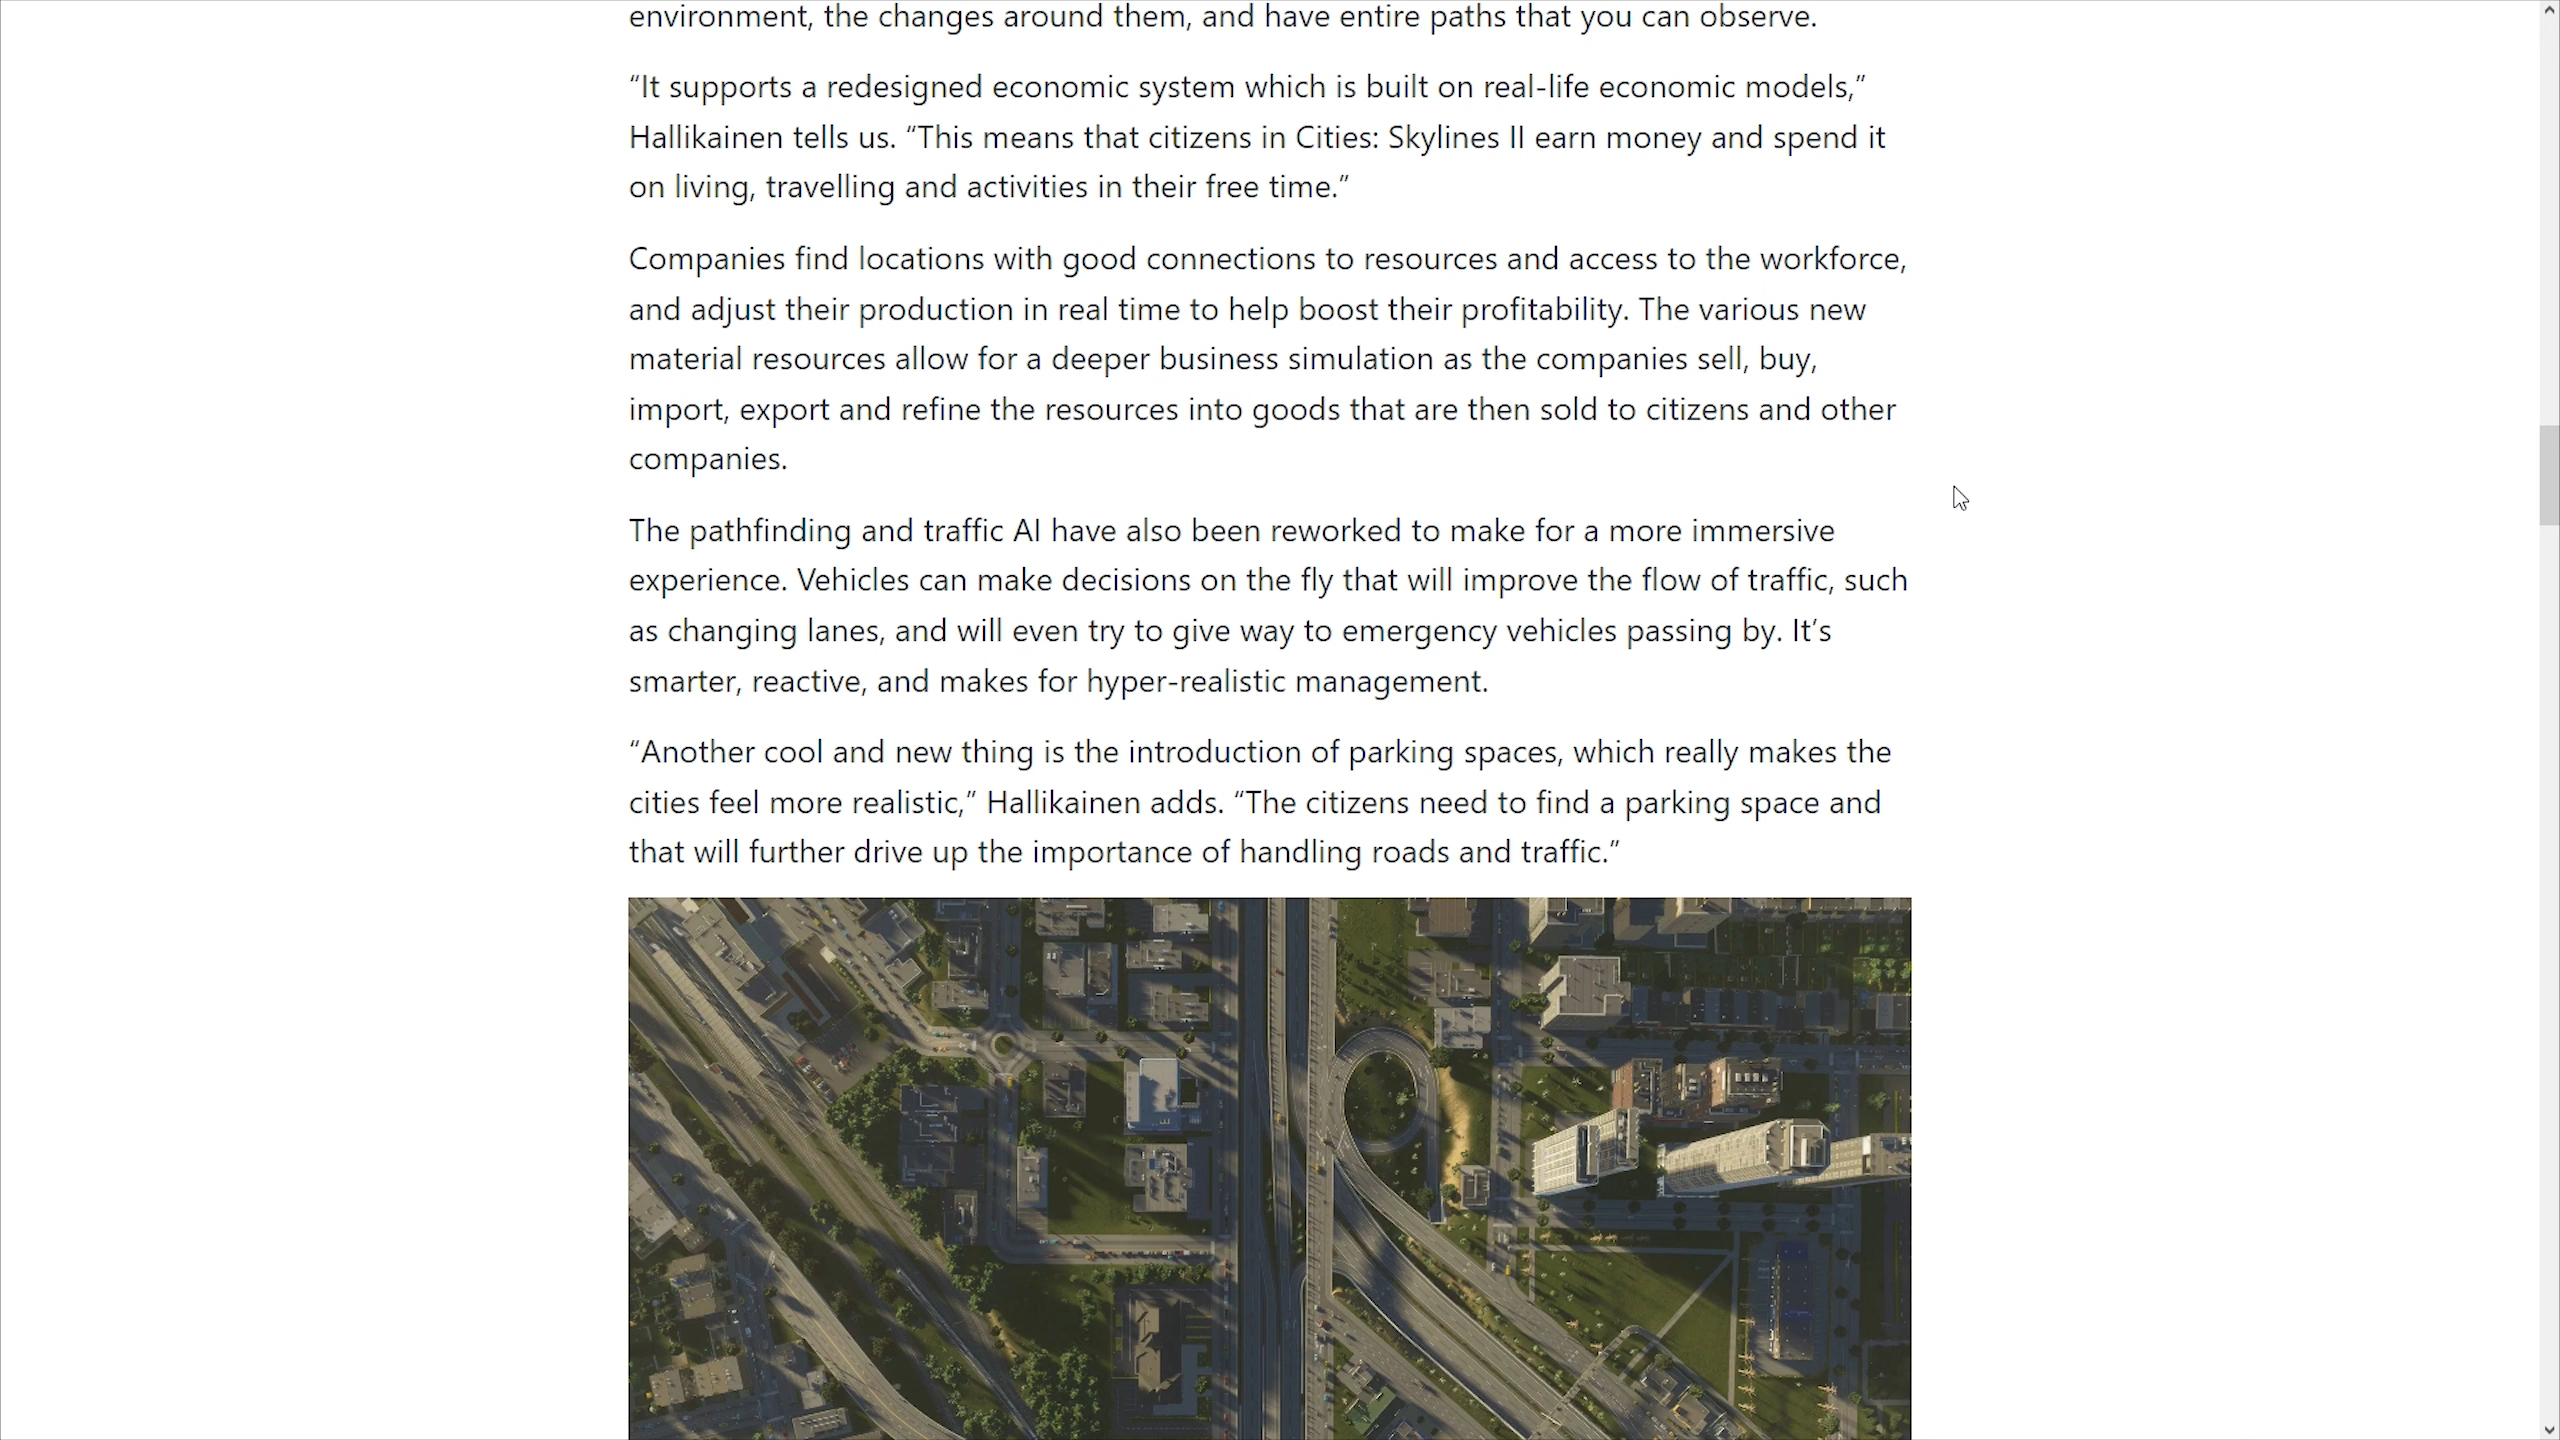 environment, the changes around them, and have entire paths that you can observe.
“It supports a redesigned economic system which is built on real-life economic models,”
Hallikainen tells us. “This means that citizens in Cities: Skylines II earn money and spend it
on living, travelling and activities in their free time.”
Companies find locations with good connections to resources and access to the workforce,
and adjust their production in real time to help boost their profitability. The various new
material resources allow for a deeper business simulation as the companies sell, buy,
import, export and refine the resources into goods that are then sold to citizens and other
companies.
The pathfinding and traffic AI have also been reworked to make for a more immersive
experience. Vehicles can make decisions on the fly that will improve the flow of traffic, such
as changing lanes, and will even try to give way to emergency vehicles passing by. It’s
smarter, reactive, and makes for hyper-realistic management.
“Another cool and new thing is the introduction of parking spaces, which really makes the
cities feel more realistic,” Hallikainen adds. “The citizens need to find a parking space and
that will further drive up the importance of handling roads and traffic.”